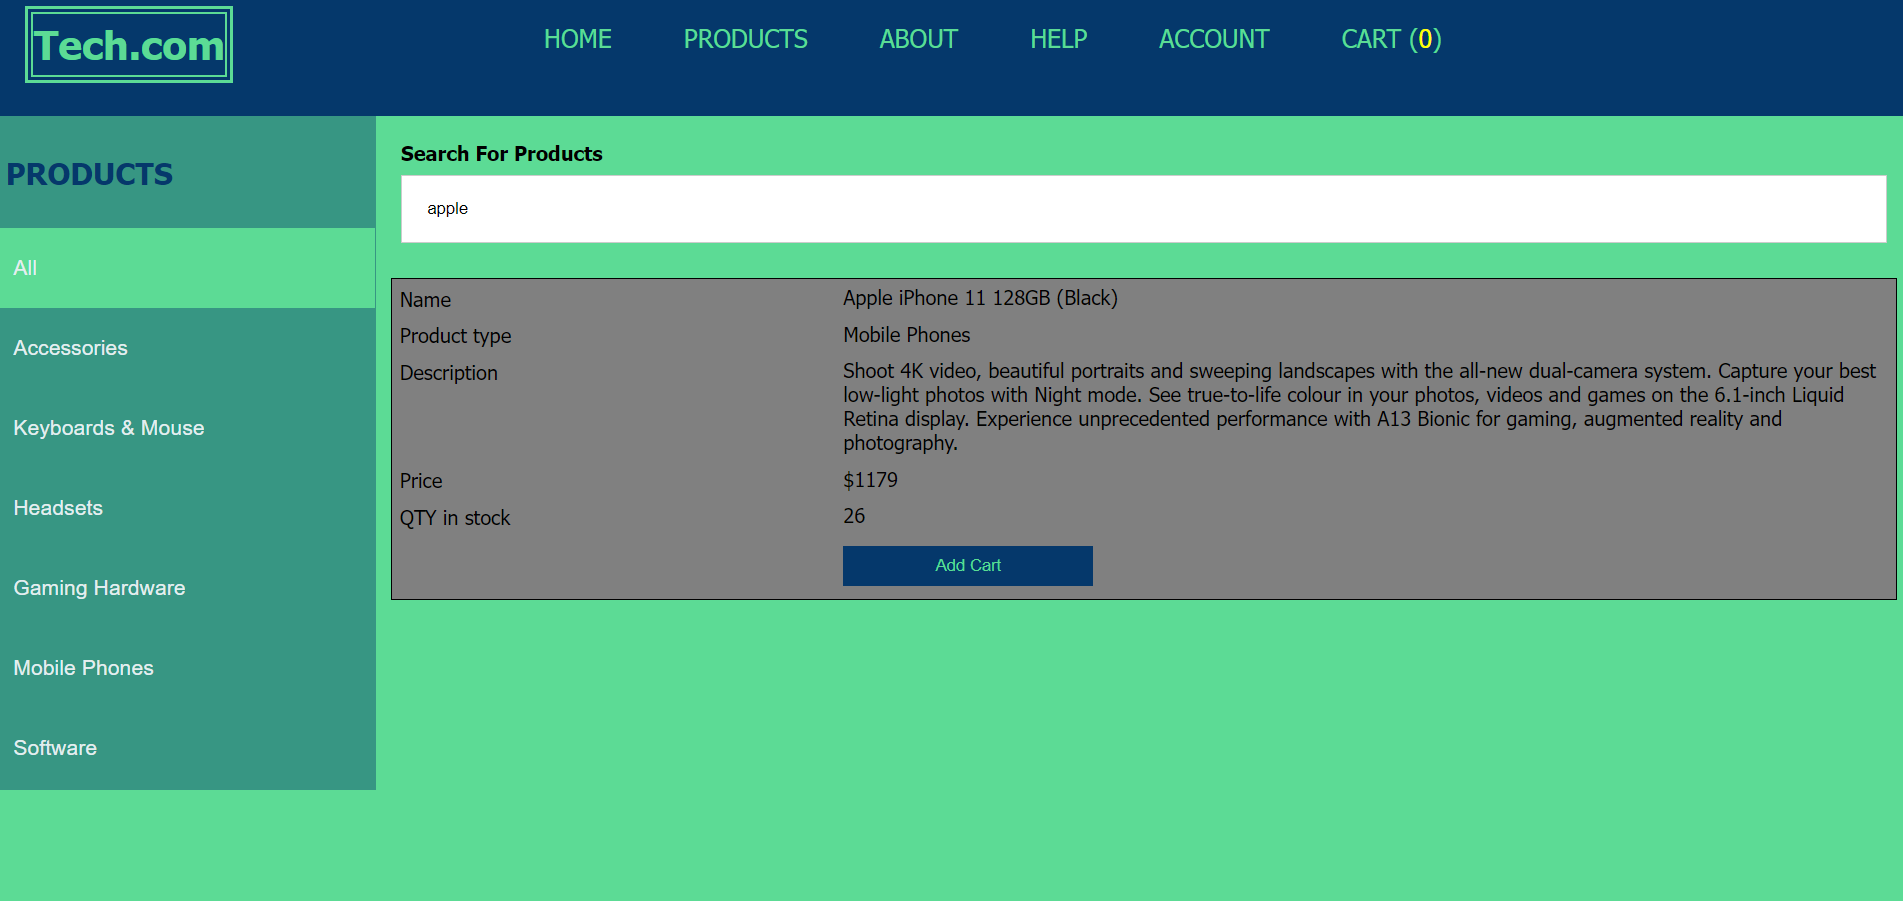 Tech.com
HOME PRODUCTS ABOUT HELP ACCOUNT CART (0)
PRODUCTS
All
Accessories
Keyboards & Mouse
Headsets
Gaming Hardware
Mobile Phones
Software
Search For Products
apple
Name Apple iPhone 11 128GB (Black)
Product type Mobile Phones
Description Shoot 4K video, beautiful portraits and sweeping landscapes with the all-new dual-camera system. Capture your best
low-light photos with Night mode. See true-to-life colour in your photos, videos and games on the 6.1-inch Liquid
Retina display. Experience unprecedented performance with A13 Bionic for gaming, augmented reality and
photography.
Price $1179
QTY in stock 26
Add Cart